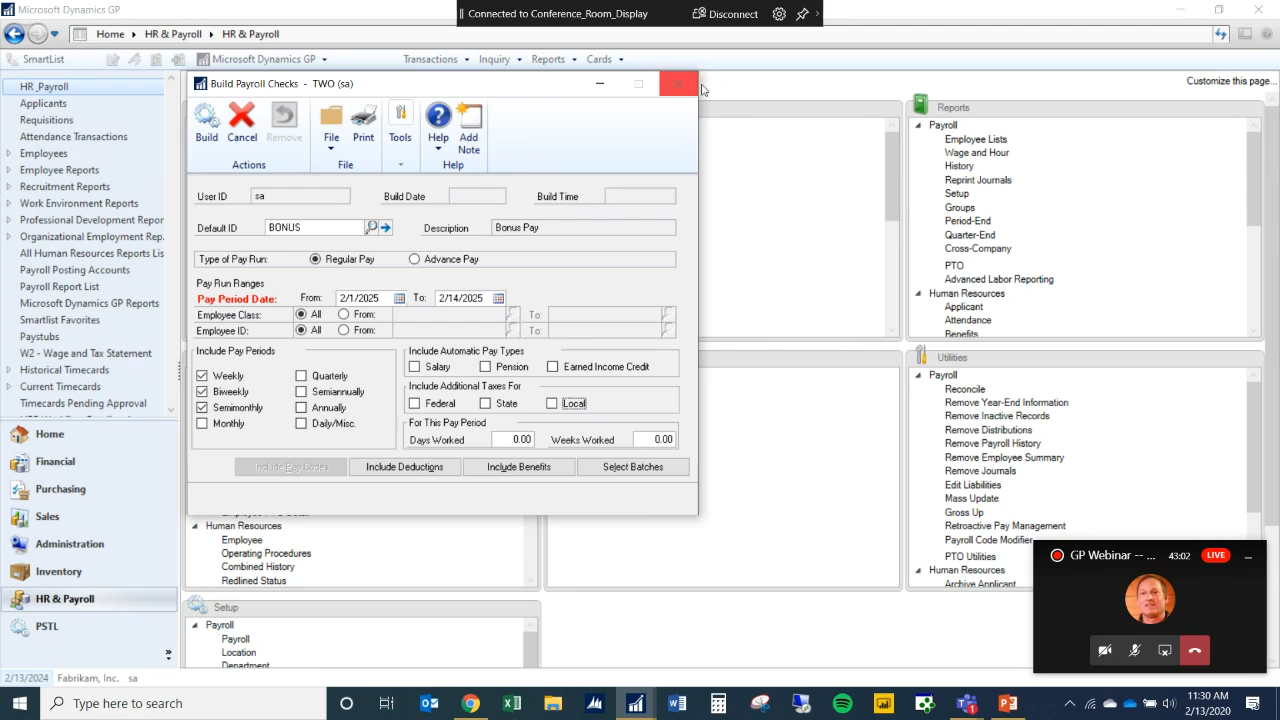 Microsoft Dynamics GP
Connected to Conference_Room_Display
Disconnect
Home HR & Payroll HR & Payroll
SmartList
Microsoft Dynamics GP
Transactions
Inquiry
Reports
Cards
Customize this page...
HR_Payroll
Applicants
Requisitions
Attendance Transactions
Employees
Employee Reports
Recruitment Reports
Work Environment Reports
Professional Development Repor
Organizational Employment Rep.
All Human Resources Reports Lis
Payroll Posting Accounts
Payroll Report List
Microsoft Dynamics GP Reports
Smartlist Favorites
Paystubs
W2 - Wage and Tax Statement
Historical Timecards
Current Timecards
Timecards Pending Approval
Home
Financial
Purchasing
Sales
Administration
Inventory
HR & Payroll
PSTL
Build Payroll Checks - TWO (sa)
Build
Cancel
Remove
File
Print
Tools
Help
Add
Note
Actions
File
Help
User ID sa Build Date Build Time
Default ID BONUS Description Bonus Pay
Type of Pay Run: Regular Pay Advance Pay
Pay Run Ranges
Pay Period Date: From: 2/1/2025 To: 2/14/2025
Employee Class: All From: To:
Employee ID: All From: To:
Include Pay Periods
Weekly Quarterly
Biweekly Semiannually
Semimonthly Annually
Monthly Daily/Misc.
Include Automatic Pay Types
Salary Pension Earned Income Credit
Include Additional Taxes For
Federal State Local
For This Pay Period
Days Worked 0.00 Weeks Worked 0.00
Include Pay Codes Include Deductions Include Benefits Select Batches
Human Resources
Employee
Operating Procedures
Combined History
Redlined Status
Setup
Payroll
Payroll
Location
Department
Reports
Payroll
Employee Lists
Wage and Hour
History
Reprint Journals
Setup
Groups
Period-End
Quarter-End
Cross-Company
PTO
Advanced Labor Reporting
Human Resources
Applicant
Attendance
Benefits
Utilities
Payroll
Reconcile
Remove Year-End Information
Remove Inactive Records
Remove Distributions
Remove Payroll History
Remove Employee Summary
Remove Journals
Edit Liabilities
Mass Update
Gross Up
Retroactive Pay Management
Payroll Code Modifier
PTO Utilities
Human Resources
Archive Applicant
GP Webinar -- ... 43:02 LIVE
2/13/2024 Fabrikam, Inc. sa
Type here to search
1
11:30 AM
2/13/2020